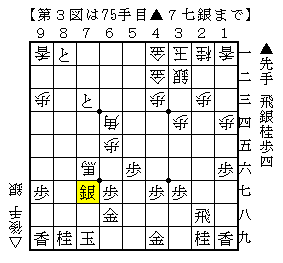 【第３図は75手目▲７七銀まで】
９ ８ ７ ６ ５ ４ ３ ２ １
香 と 金 玉 桂 香 一
金 銀 二
歩 と 歩 歩 三
角 歩 歩 四
歩 五
馬 歩 歩 六
歩 銀 歩 歩 歩 七
金 飛 八
香 桂 玉 金 桂 香 九
▲先手 飛銀桂歩四
△後手 銀